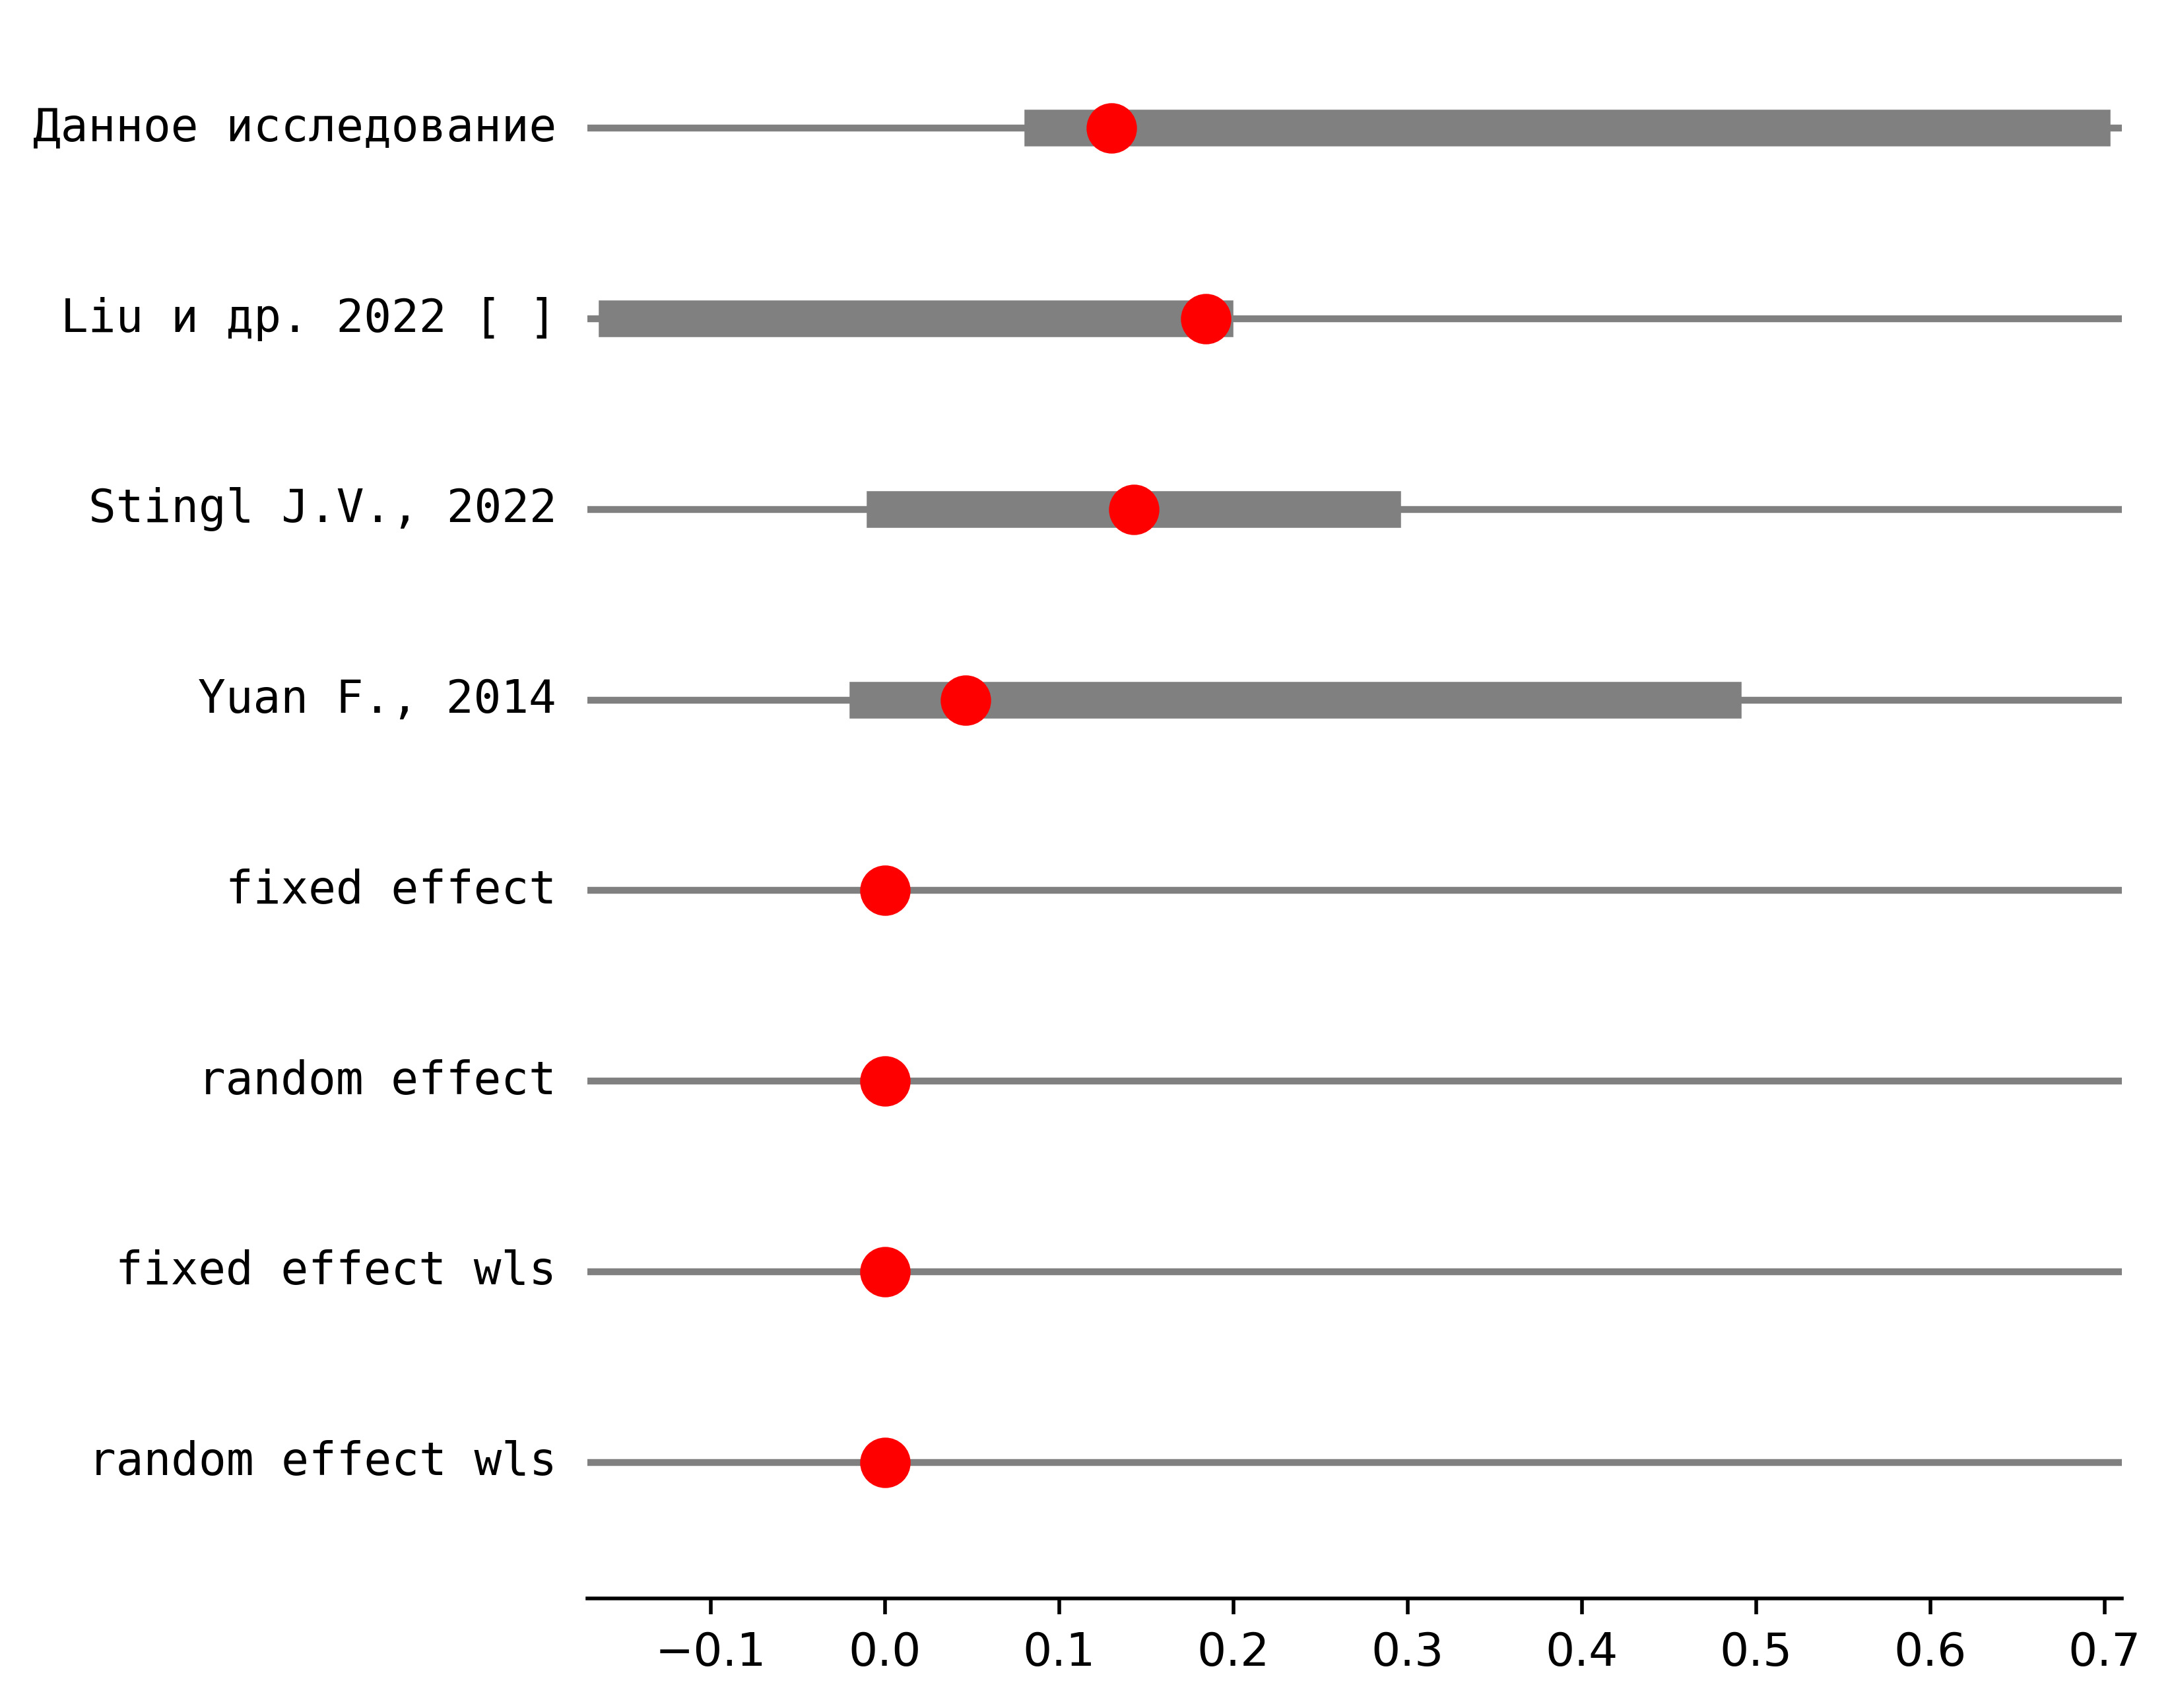 Данное исследование
Liu и др. 2022 [ ]
Stingl J.V., 2022
Yuan F., 2014
fixed effect
random effect
fixed effect wls
random effect wls
−0.1 0.0 0.1 0.2 0.3 0.4 0.5 0.6 0.7